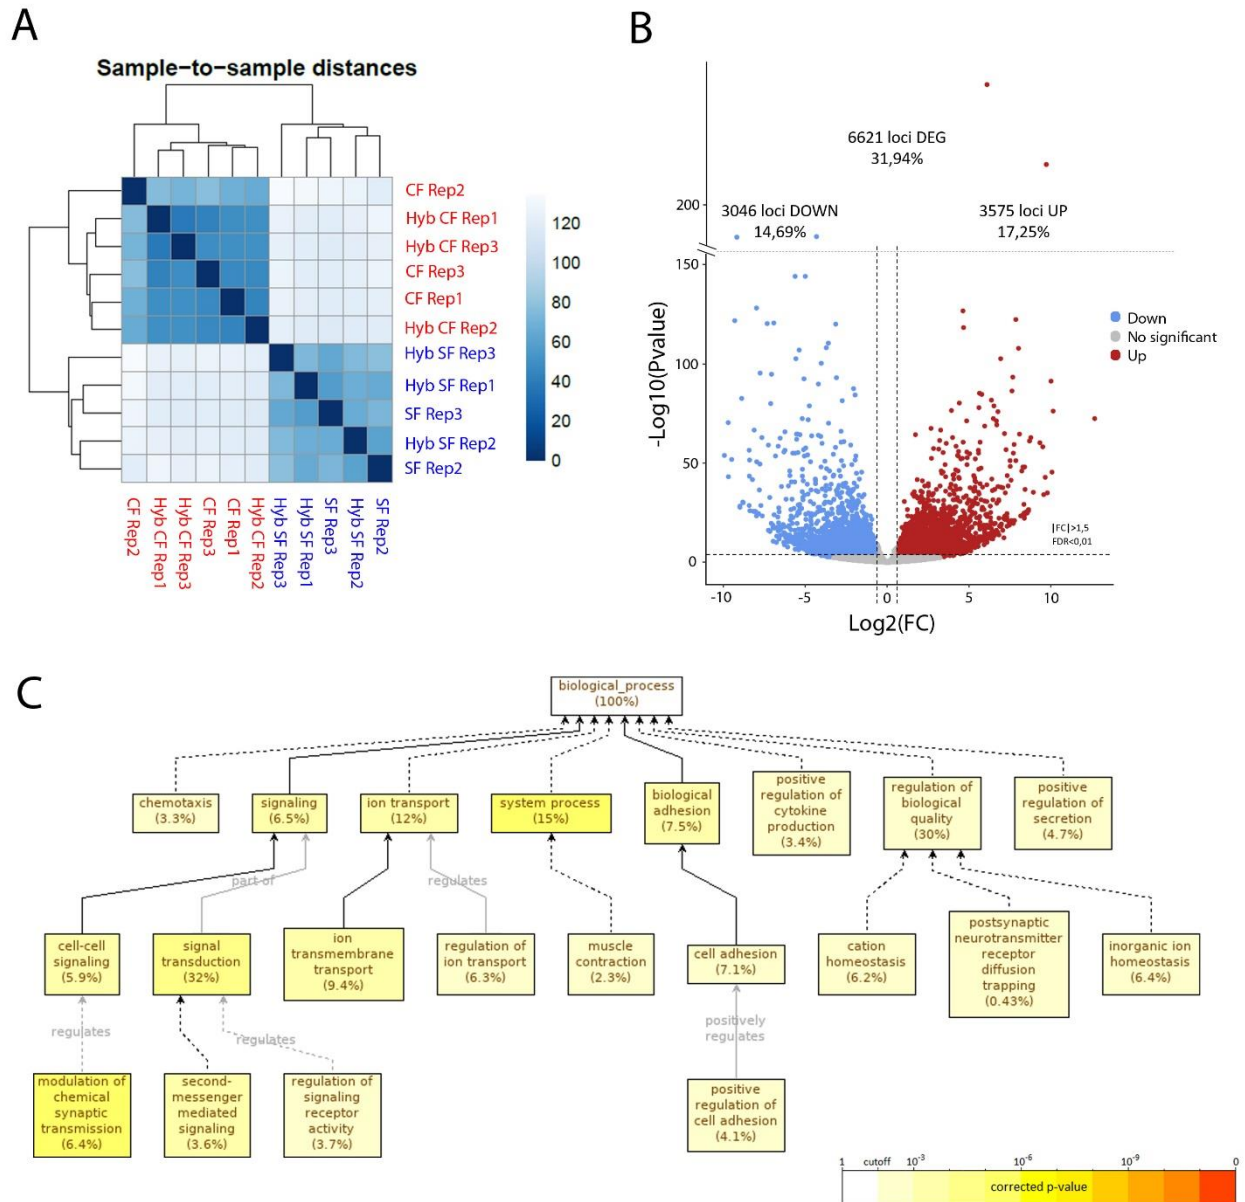 A
Sample-to-sample distances
CF Rep2
Hyb CF Rep1
Hyb CF Rep3
CF Rep3
CF Rep1
Hyb CF Rep2
Hyb SF Rep3
Hyb SF Rep1
SF Rep3
Hyb SF Rep2
SF Rep2
120
100
80
60
40
20
0
CF Rep2
Hyb CF Rep1
Hyb CF Rep3
CF Rep3
CF Rep1
Hyb CF Rep2
Hyb SF Rep3
Hyb SF Rep1
SF Rep3
Hyb SF Rep2
SF Rep2
B
6621 loci DEG
31,94%
3046 loci DOWN
14,69%
3575 loci UP
17,25%
200
150
100
50
0
-Log10(Pvalue)
-10
-5
0
5
10
Log2(FC)
|FC|>1,5
FDR<0,01
Down
No significant
Up
C
biological_process
(100%)
chemotaxis
(3.3%)
signaling
(6.5%)
ion transport
(12%)
system process
(15%)
biological
adhesion
(7.5%)
positive
regulation of
cytokine
production
(3.4%)
regulation of
biological
quality
(30%)
positive
regulation of
secretion
(4.7%)
part of
regulates
cell-cell
signaling
(5.9%)
signal
transduction
(32%)
ion
transmembrane
transport
(9.4%)
regulation of
ion transport
(6.3%)
muscle
contraction
(2.3%)
cell adhesion
(7.1%)
cation
homeostasis
(6.2%)
postsynaptic
neurotransmitter
receptor
diffusion
trapping
(0.43%)
inorganic ion
homeostasis
(6.4%)
regulates
regulates
positively
regulates
modulation of
chemical
synaptic
transmission
(6.4%)
second-
messenger
mediated
signaling
(3.6%)
regulation of
signaling
receptor
activity
(3.7%)
positive
regulation of
cell adhesion
(4.1%)
1
cutoff
10⁻³
10⁻⁶
10⁻⁹
0
corrected p-value